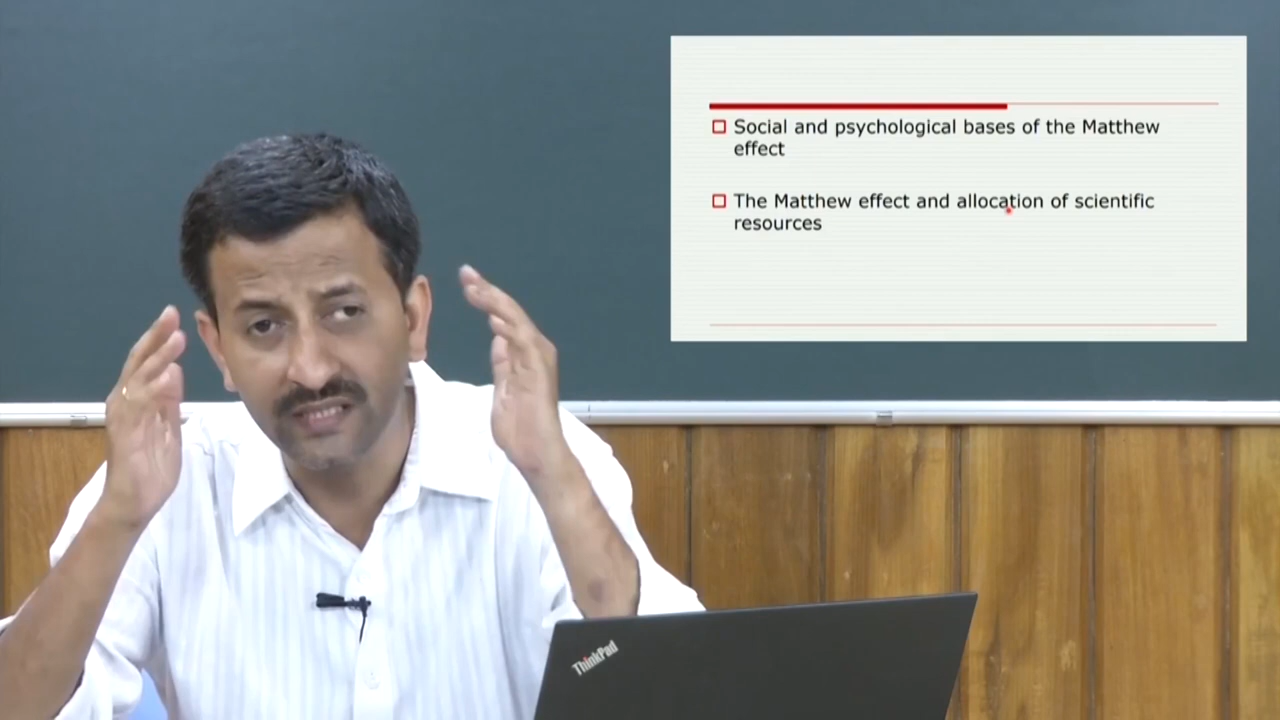 Social and psychological bases of the Matthew
effect
The Matthew effect and allocation of scientific
resources
ThinkPad